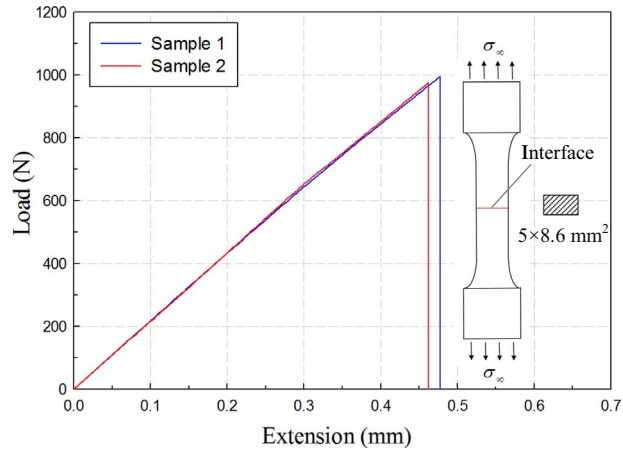 1200
1000
800
600
400
200
0
Load (N)
Sample 1
Sample 2
σ∞
Interface
5×8.6 mm²
σ∞
0.0 0.1 0.2 0.3 0.4 0.5 0.6 0.7
Extension (mm)